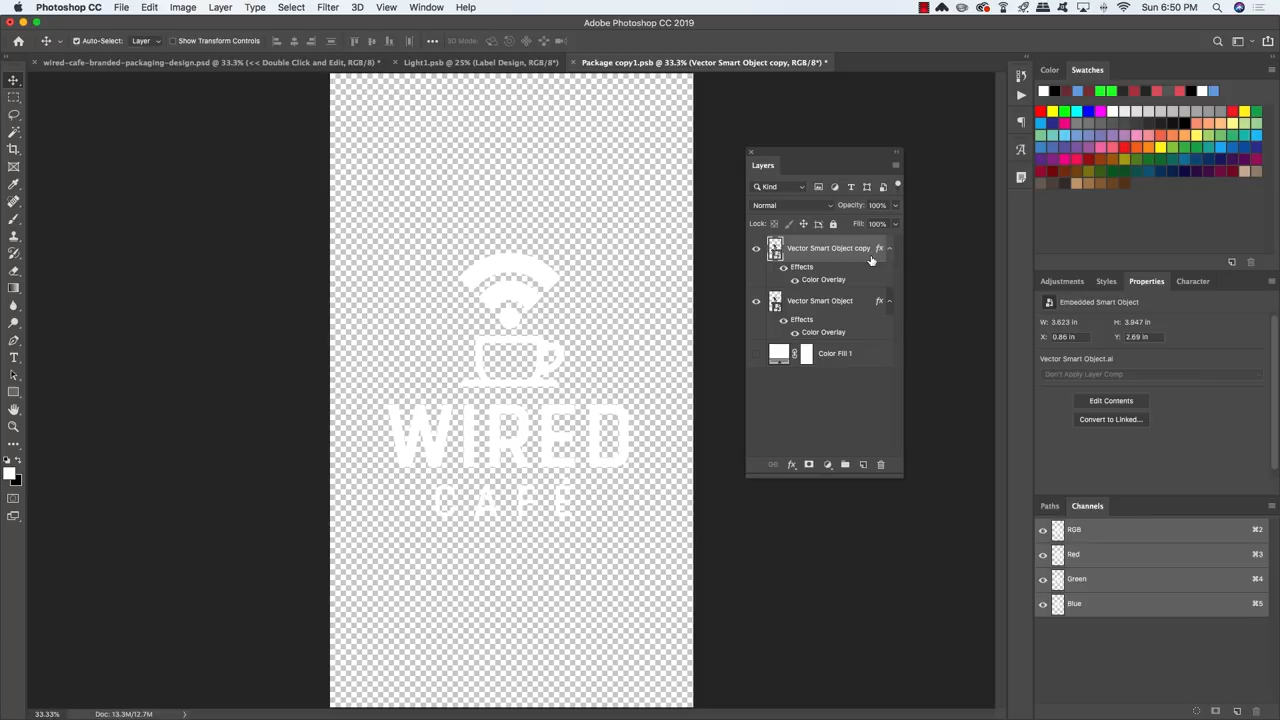 Photoshop CC File Edit Image Layer Type Select Filter 3D View Window Help Sun 6:50 PM
Adobe Photoshop CC 2019
Auto-Select: Layer Show Transform Controls 3D Mode:
wired-cafe-branded-packaging-design.psd @ 33.3% (<< Double Click and Edit, RGB/8) * Light1.psb @ 25% (Label Design, RGB/8*) Package copy1.psb @ 33.3% (Vector Smart Object copy, RGB/8*) *
Color Swatches
Layers
Kind
Normal Opacity: 100%
Lock: Fill: 100%
Vector Smart Object copy fx
Effects
Color Overlay
Vector Smart Object fx
Effects
Color Overlay
Color Fill 1
fx
WIRED
CAFE
Adjustments Styles Properties Character
Embedded Smart Object
W: 3.623 in H: 3.947 in
X: 0.86 in Y: 2.69 in
Vector Smart Object.ai
Don't Apply Layer Comp
Edit Contents
Convert to Linked...
Paths Channels
RGB ⌘2
Red ⌘3
Green ⌘4
Blue ⌘5
33.33% Doc: 13.3M/12.7M